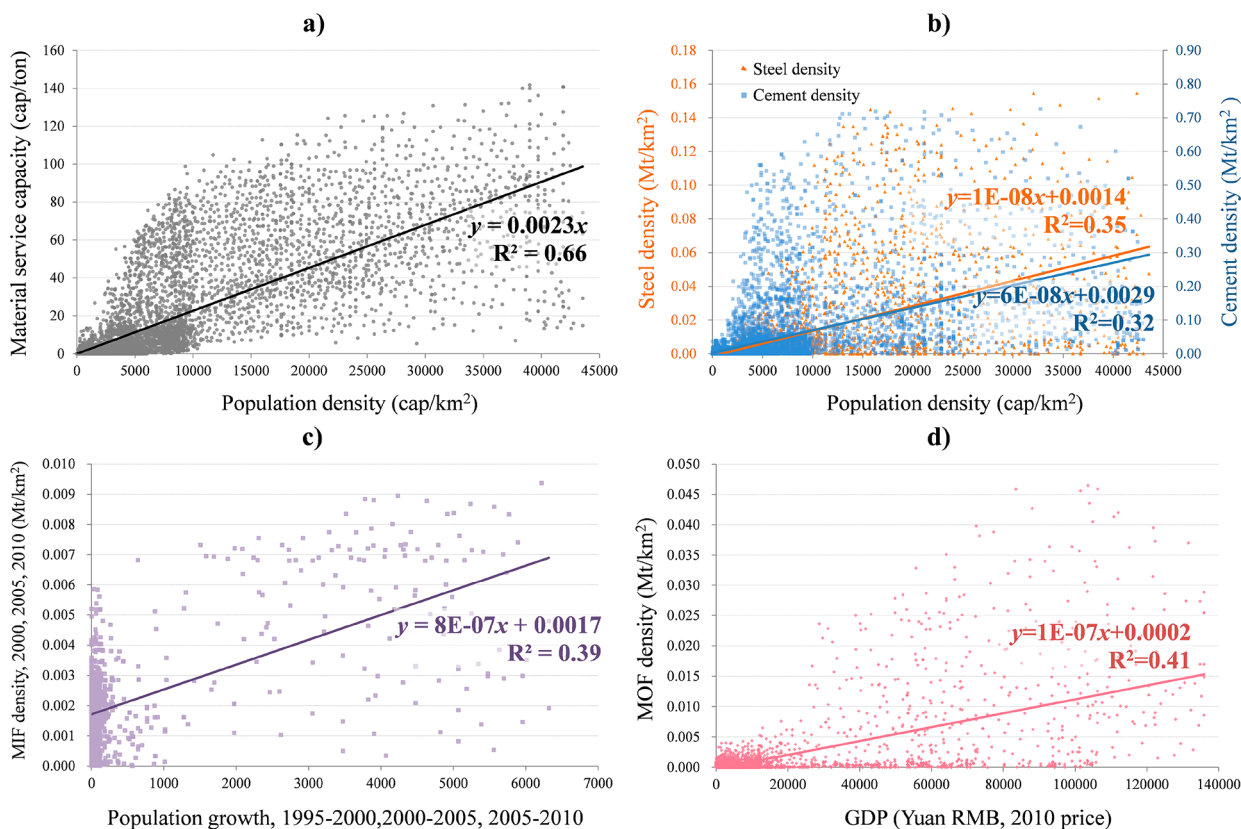 a)
Material service capacity (cap/ton)
160
140
120
100
80
60
40
20
0
y = 0.0023x
R² = 0.66
0 5000 10000 15000 20000 25000 30000 35000 40000 45000
Population density (cap/km²)
b)
Steel density (Mt/km²)
0.18
0.16
0.14
0.12
0.10
0.08
0.06
0.04
0.02
0.00
Steel density
Cement density
y=1E-08x+0.0014
R²=0.35
y=6E-08x+0.0029
R²=0.32
0.90
0.80
0.70
0.60
0.50
0.40
0.30
0.20
0.10
0.00
Cement density (Mt/km²)
0 5000 10000 15000 20000 25000 30000 35000 40000 45000
Population density (cap/km²)
c)
MIF density, 2000, 2005, 2010 (Mt/km²)
0.010
0.009
0.008
0.007
0.006
0.005
0.004
0.003
0.002
0.001
0.000
y = 8E-07x + 0.0017
R² = 0.39
0 1000 2000 3000 4000 5000 6000 7000
Population growth, 1995-2000,2000-2005, 2005-2010
d)
MOF density (Mt/km²)
0.050
0.045
0.040
0.035
0.030
0.025
0.020
0.015
0.010
0.005
0.000
y=1E-07x+0.0002
R²=0.41
0 20000 40000 60000 80000 100000 120000 140000
GDP (Yuan RMB, 2010 price)